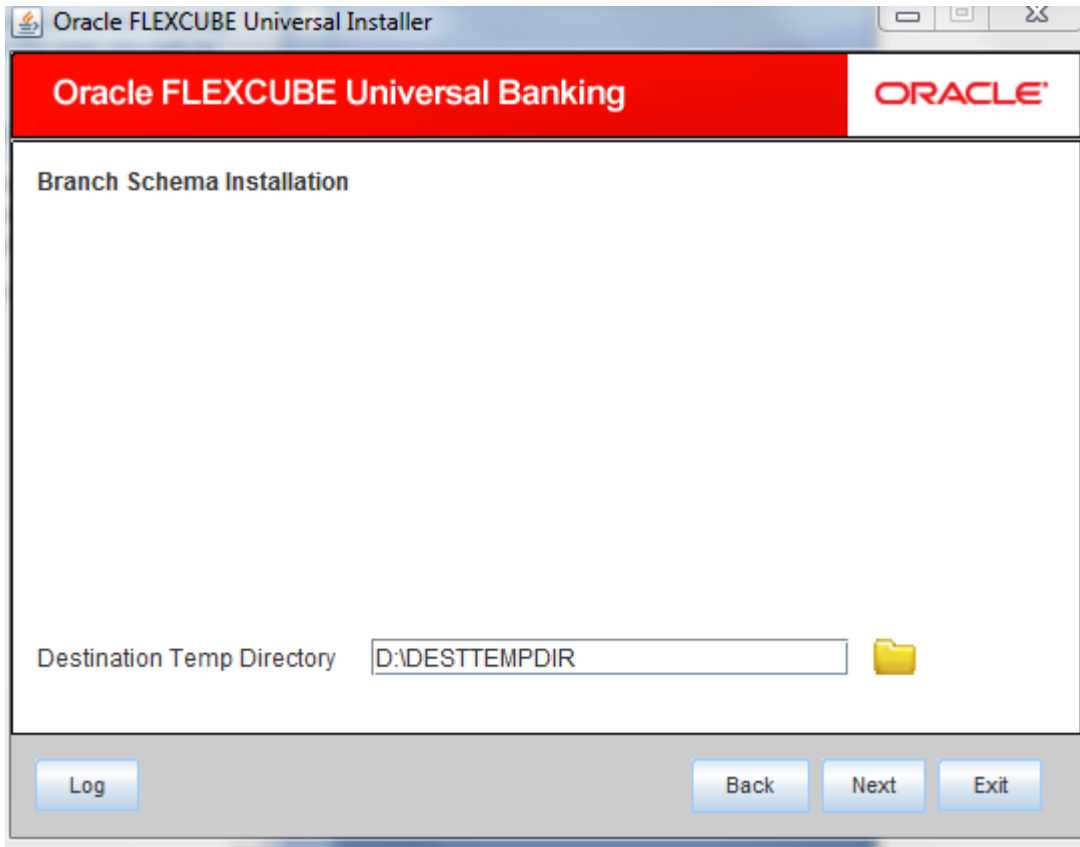 Oracle FLEXCUBE Universal Installer
Oracle FLEXCUBE Universal Banking
ORACLE
Branch Schema Installation
Destination Temp Directory D:\DESTTEMPDIR
Log Back Next Exit